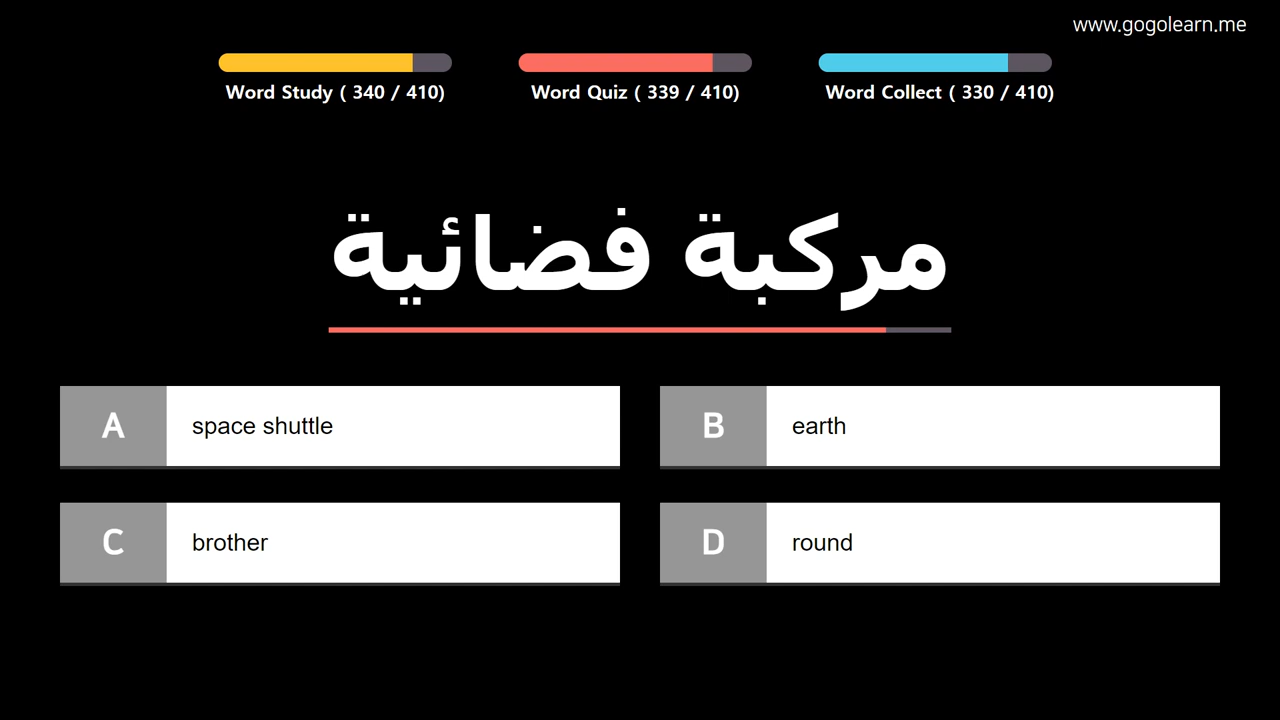 www.gogolearn.me
Word Study ( 340 / 410)
Word Quiz ( 339 / 410)
Word Collect ( 330 / 410)
مركبة فضائية
A space shuttle
B earth
C brother
D round